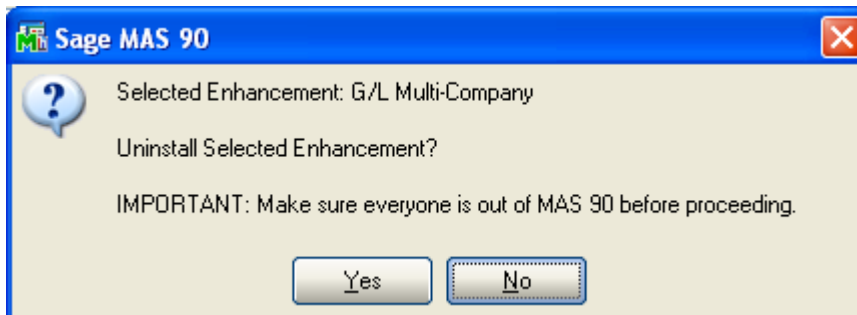 Sage MAS 90
Selected Enhancement: G/L Multi-Company
Uninstall Selected Enhancement?
IMPORTANT: Make sure everyone is out of MAS 90 before proceeding.
Yes No